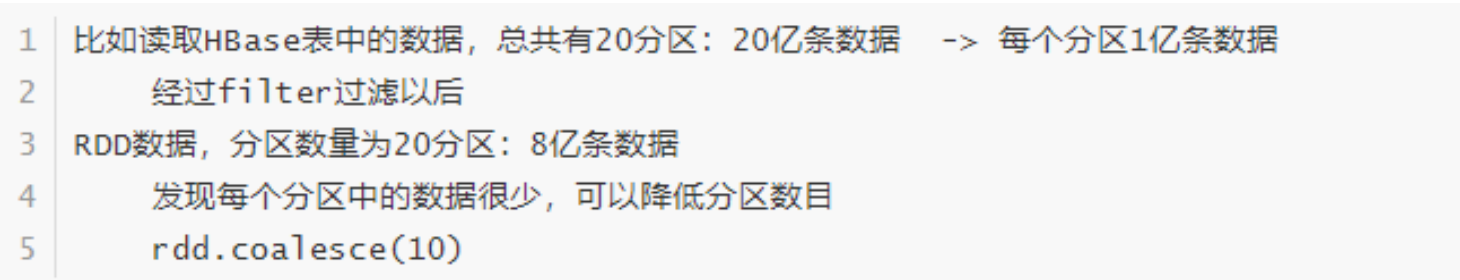 1 比如读取HBase表中的数据，总共有20分区：20亿条数据  -> 每个分区1亿条数据
2     经过filter过滤以后
3 RDD数据，分区数量为20分区：8亿条数据
4     发现每个分区中的数据很少，可以降低分区数目
5     rdd.coalesce(10)